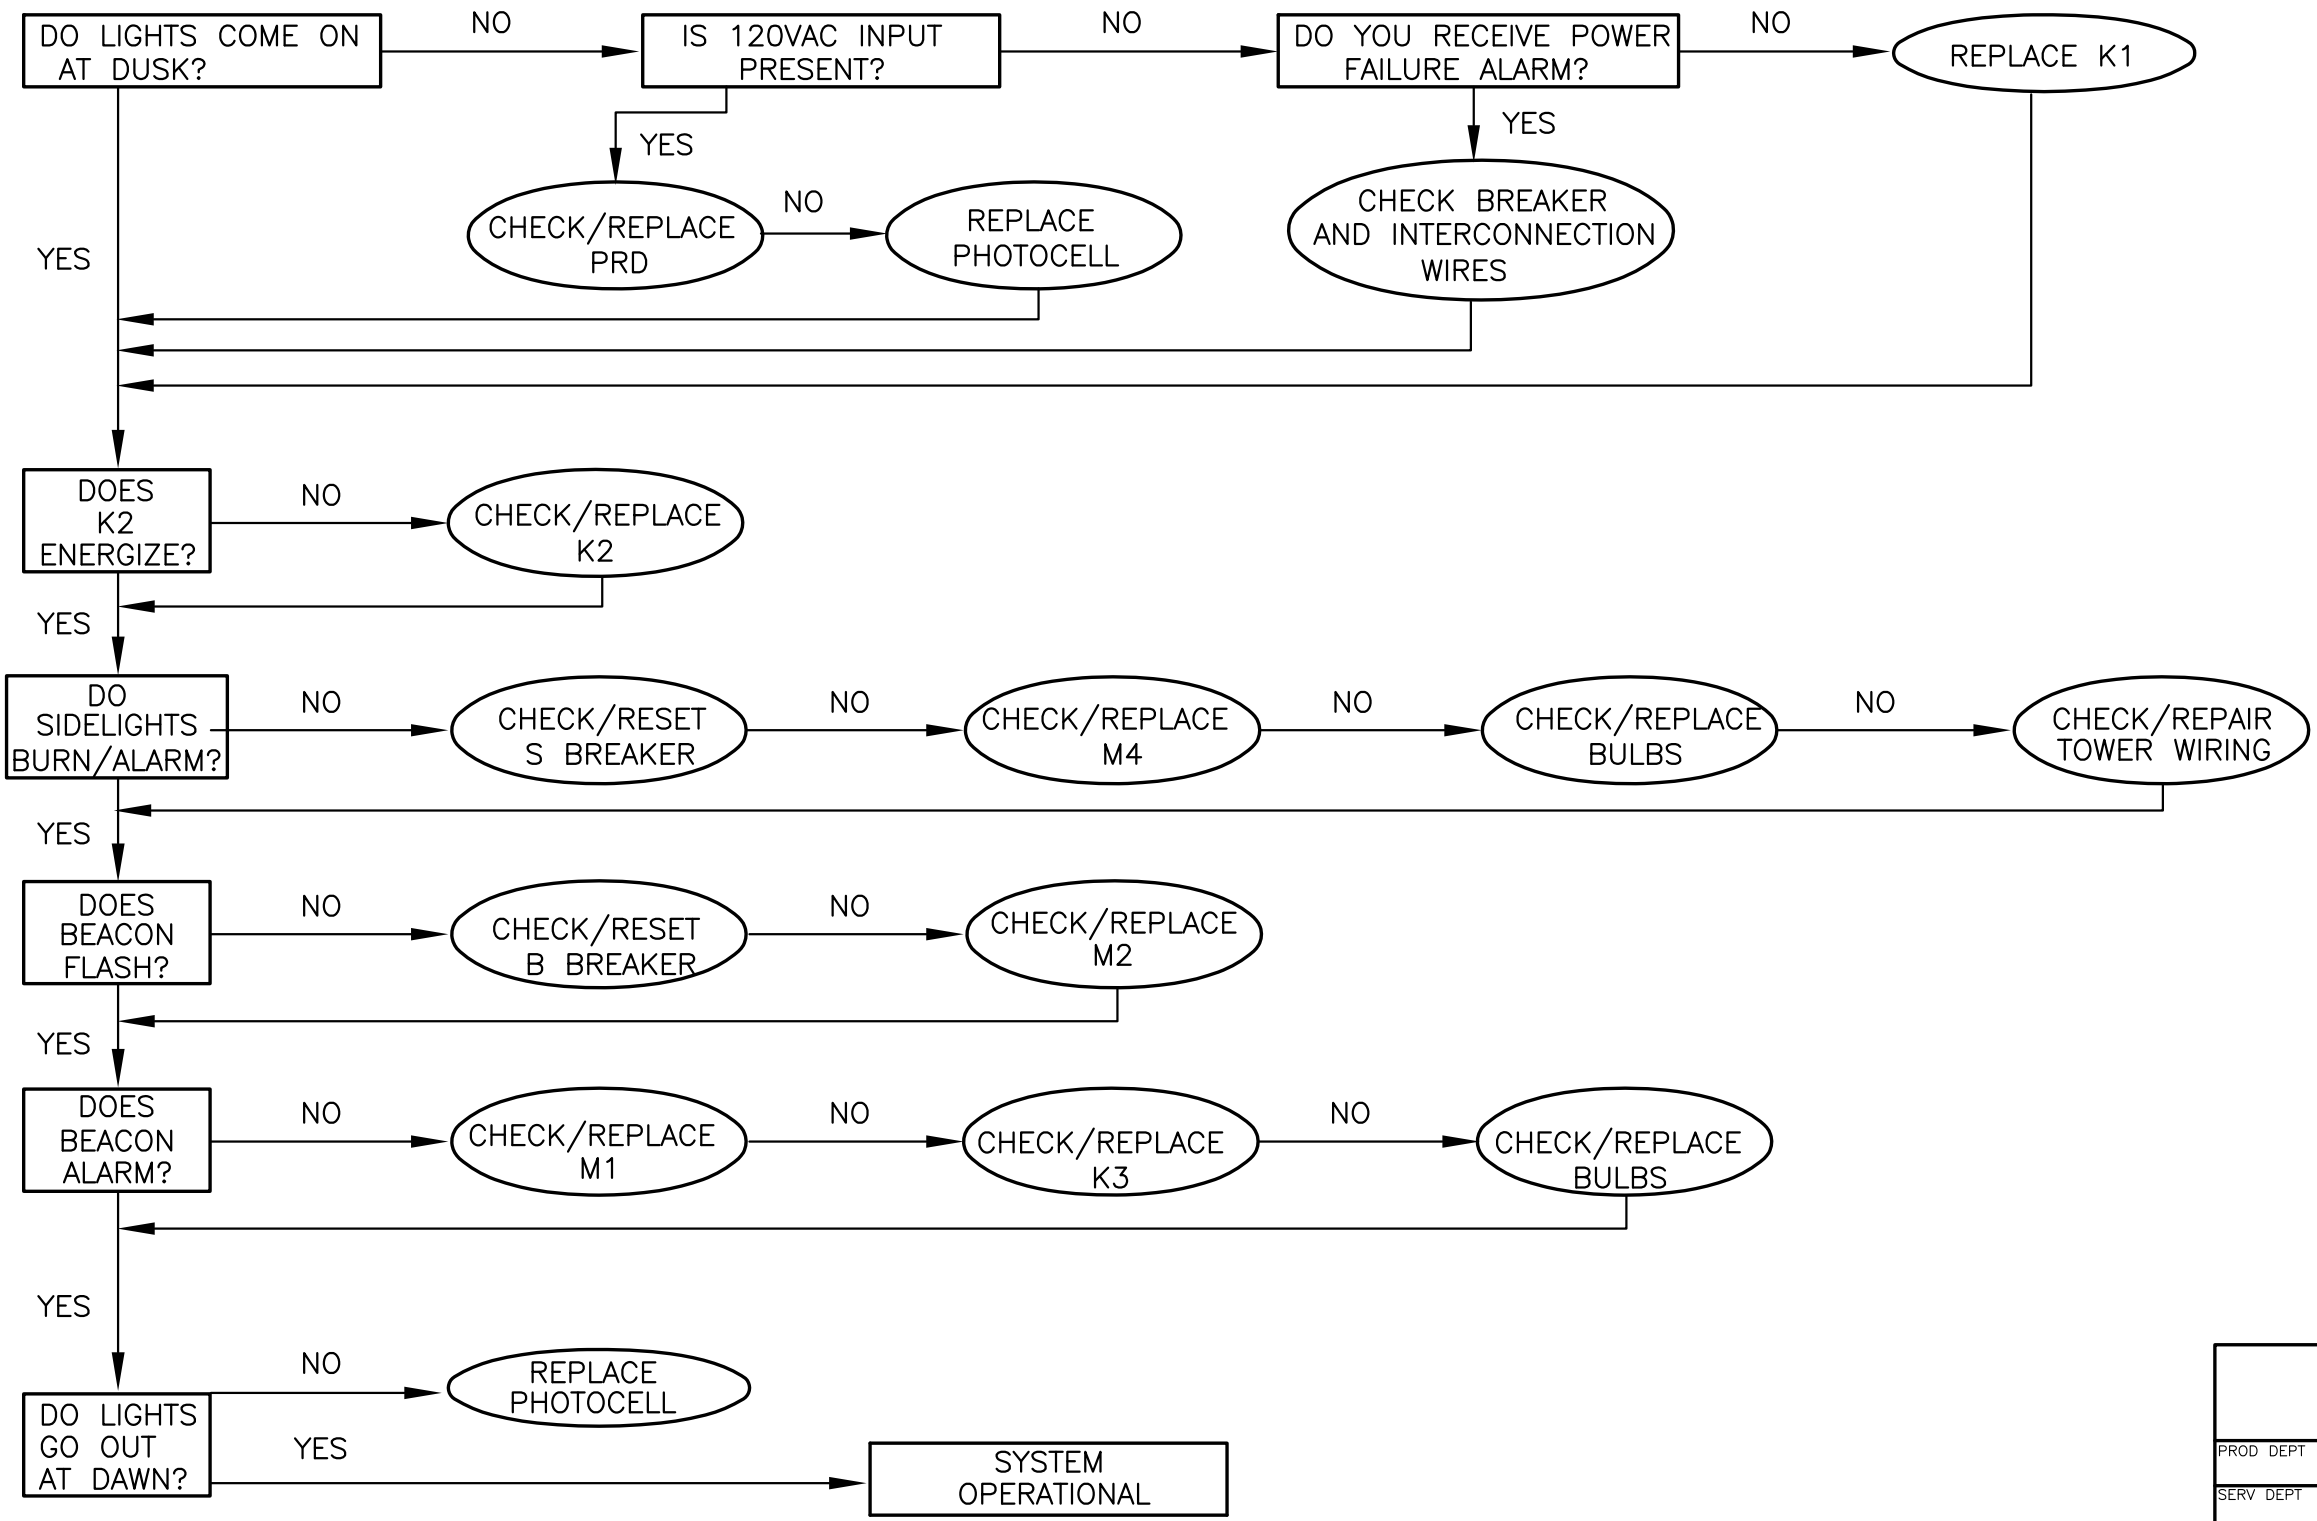 DO LIGHTS COME ON
AT DUSK?
NO
IS 120VAC INPUT
PRESENT?
NO
DO YOU RECEIVE POWER
FAILURE ALARM?
NO
REPLACE K1
YES
YES
CHECK/REPLACE
PRD
NO
REPLACE
PHOTOCELL
CHECK BREAKER
AND INTERCONNECTION
WIRES
YES
DOES
K2
ENERGIZE?
NO
CHECK/REPLACE
K2
YES
DO
SIDELIGHTS
BURN/ALARM?
NO
CHECK/RESET
S BREAKER
NO
CHECK/REPLACE
M4
NO
CHECK/REPLACE
BULBS
NO
CHECK/REPAIR
TOWER WIRING
YES
DOES
BEACON
FLASH?
NO
CHECK/RESET
B BREAKER
NO
CHECK/REPLACE
M2
YES
DOES
BEACON
ALARM?
NO
CHECK/REPLACE
M1
NO
CHECK/REPLACE
K3
NO
CHECK/REPLACE
BULBS
YES
DO LIGHTS
GO OUT
AT DAWN?
NO
REPLACE
PHOTOCELL
YES
SYSTEM
OPERATIONAL
PROD DEPT
SERV DEPT